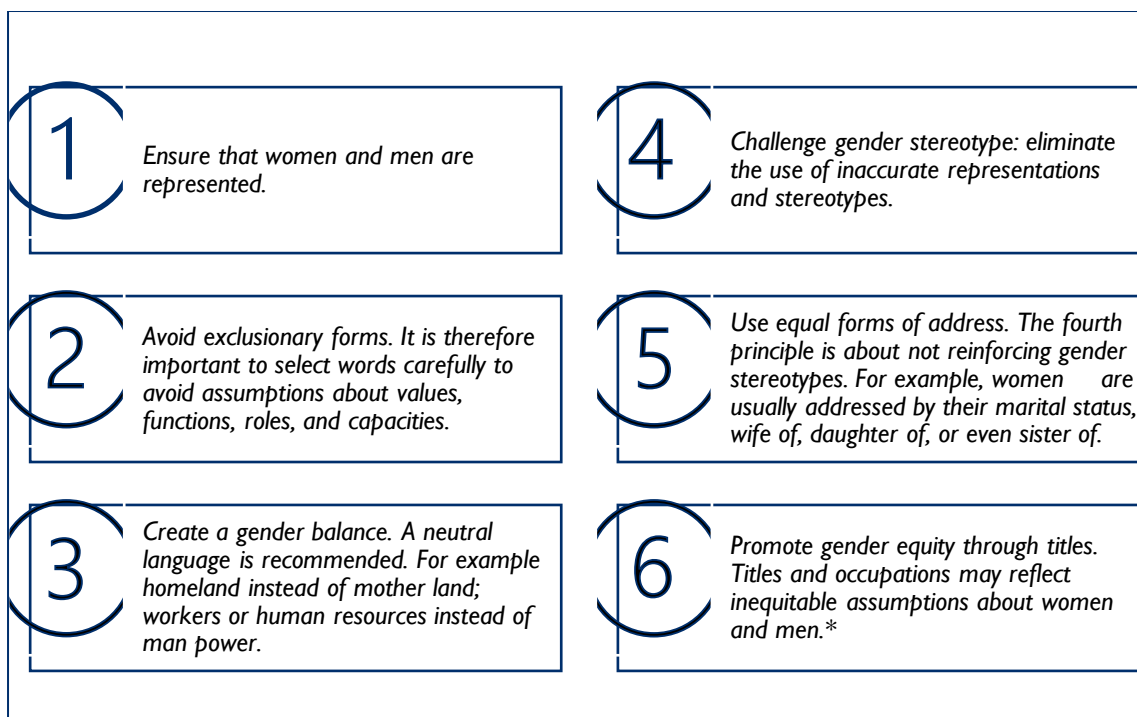 1
Ensure that women and men are
represented.
2
Avoid exclusionary forms. It is therefore
important to select words carefully to
avoid assumptions about values,
functions, roles, and capacities.
3
Create a gender balance. A neutral
language is recommended. For example
homeland instead of mother land;
workers or human resources instead of
man power.
4
Challenge gender stereotype: eliminate
the use of inaccurate representations
and stereotypes.
5
Use equal forms of address. The fourth
principle is about not reinforcing gender
stereotypes. For example, women are
usually addressed by their marital status,
wife of, daughter of, or even sister of.
6
Promote gender equity through titles.
Titles and occupations may reflect
inequitable assumptions about women
and men.*